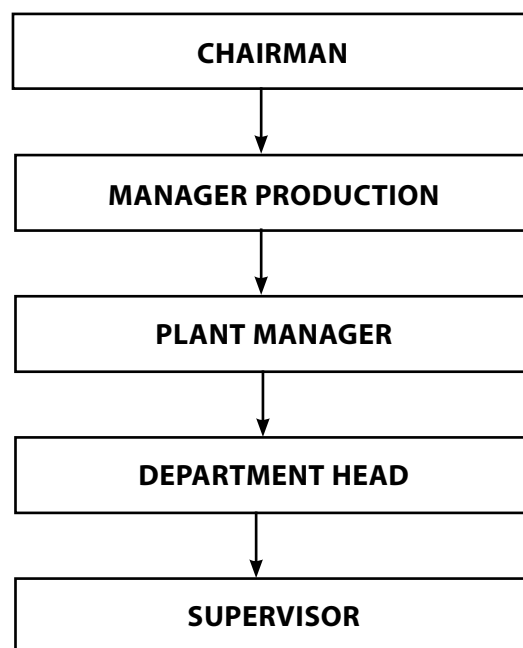 CHAIRMAN
MANAGER PRODUCTION
PLANT MANAGER
DEPARTMENT HEAD
SUPERVISOR